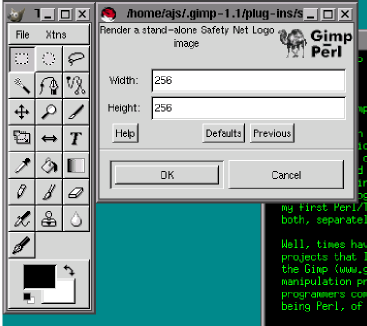 /home/ajs/.gimp-1.1/plug-ins/s
File Xtns
Render a stand-alone Safety Net Logo
image
Gimp
Perl
Width: 256
Height: 256
Help Defaults Previous
OK Cancel
my first Perl/
both, separatel
Well, times hav
projects that I
the Gimp (www.g
manipulation pr
programmers com
being Perl, of